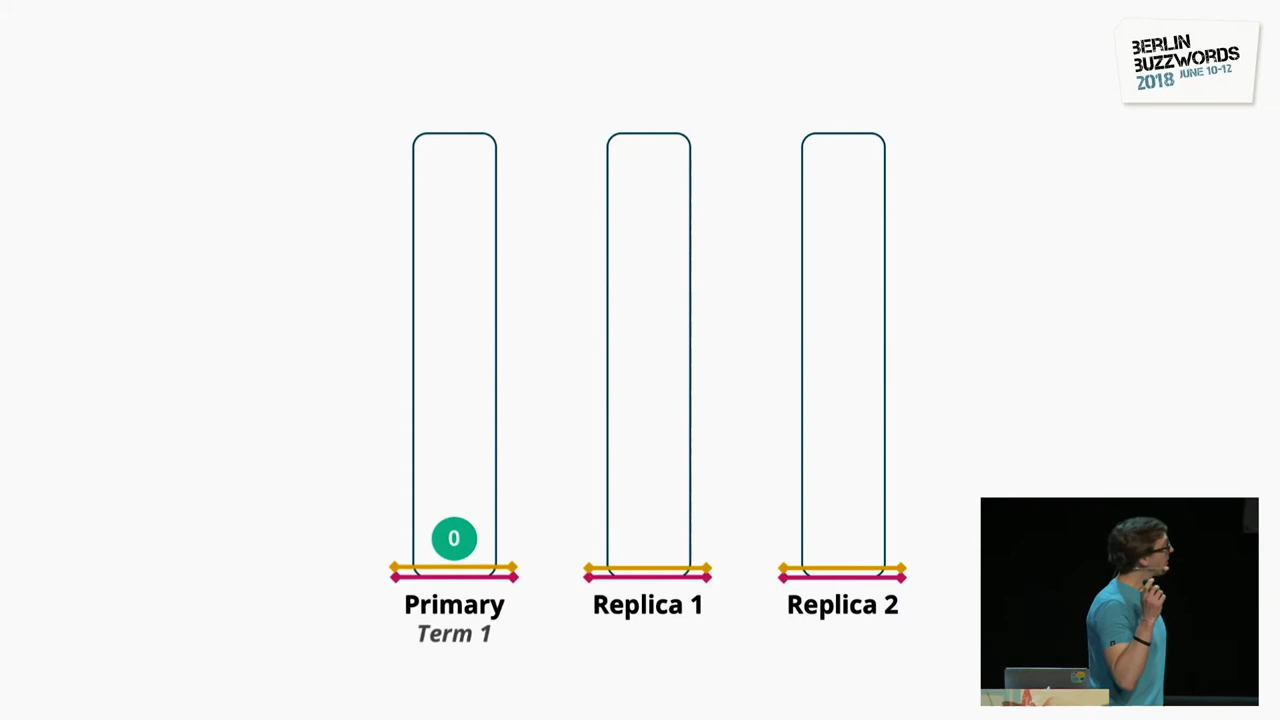 BERLIN
BUZZWORDS
2018 JUNE 10-12
0
Primary
Term 1
Replica 1
Replica 2